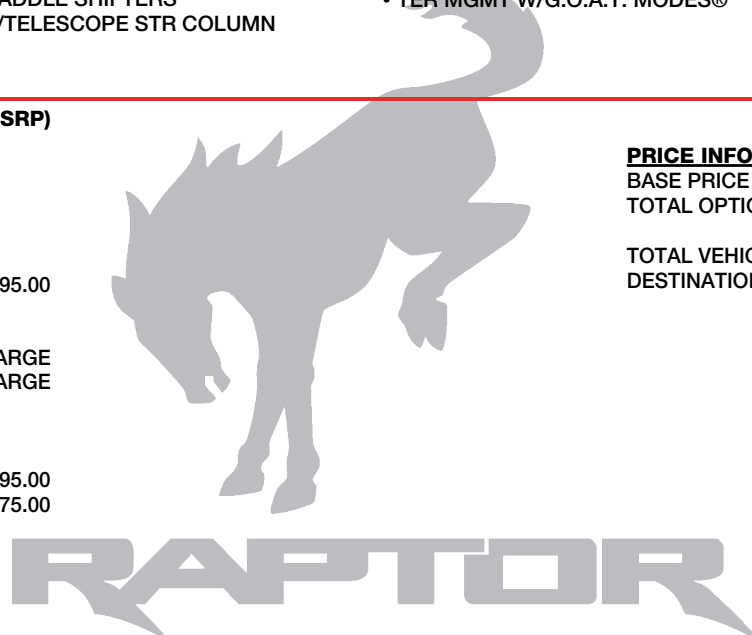 ADDLE SHIFTERS
/TELESCOPE STR COLUMN
• TER MGMT W/G.O.A.T. MODES®
SRP)
95.00
ARGE
ARGE
95.00
75.00
PRICE INFO
BASE PRICE
TOTAL OPTIO
TOTAL VEHIC
DESTINATION
RAPTOR